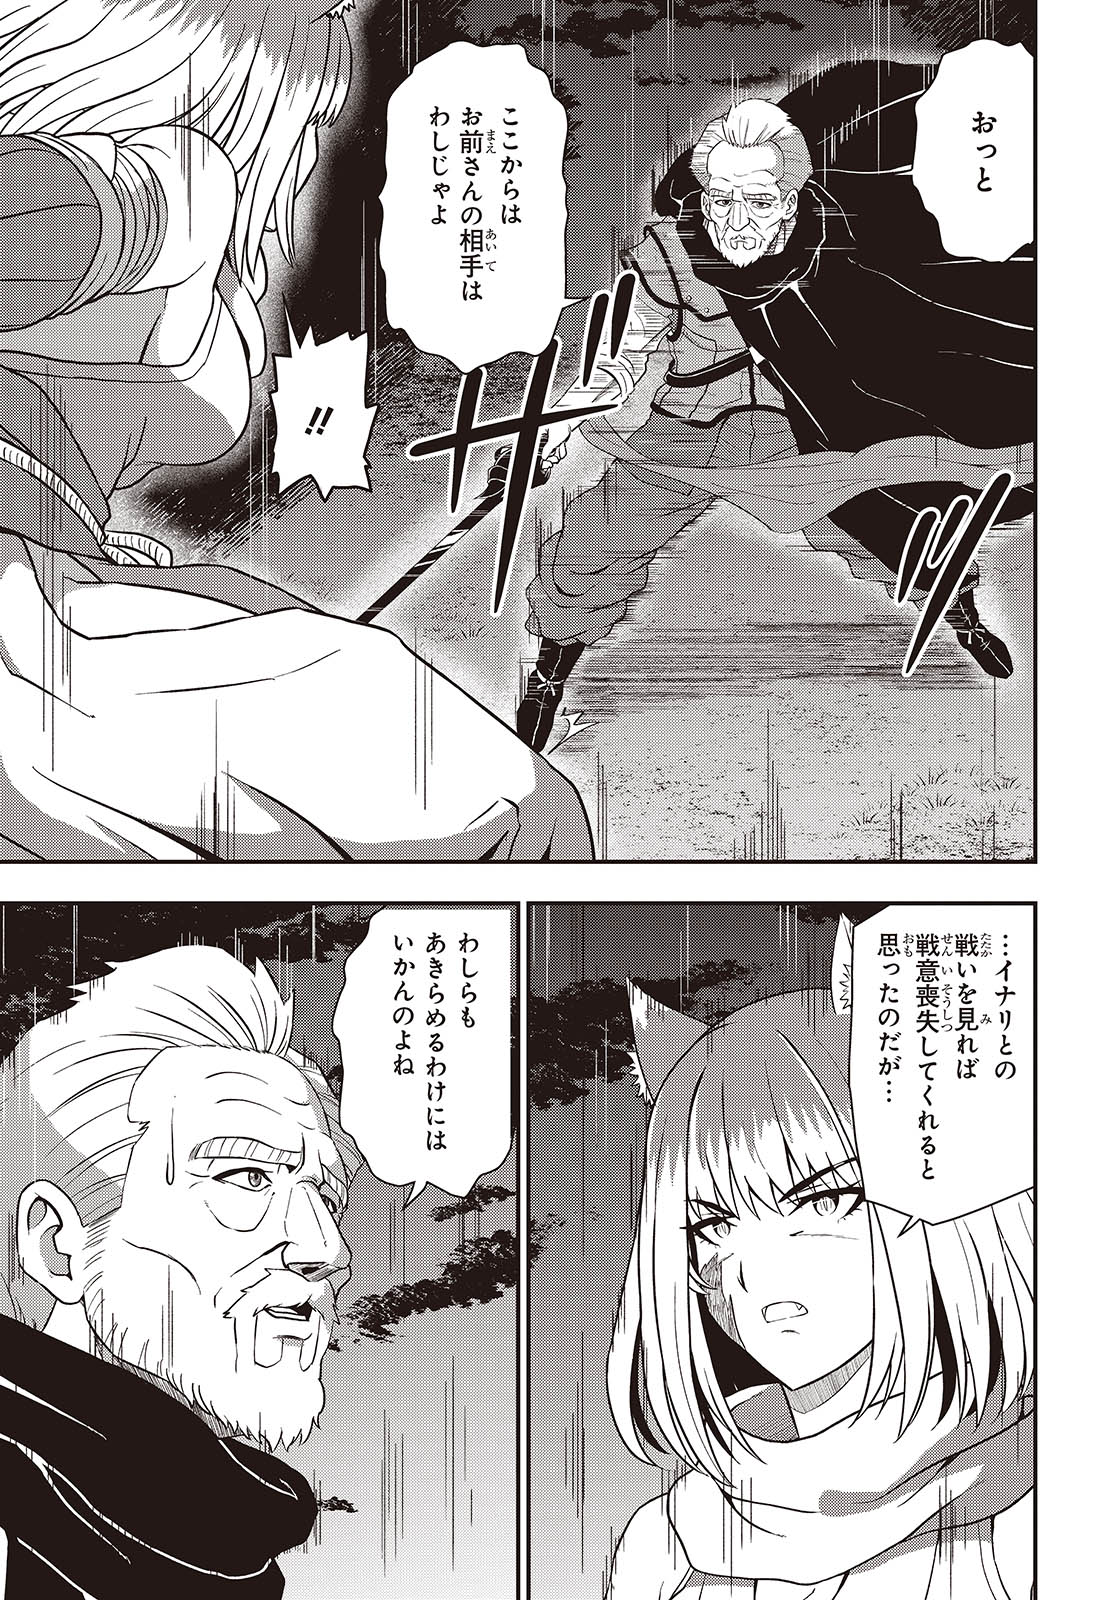 おっと
ここからは
お前さんの相手は
わしじゃよ
ザッ
!!
…イナリとの
戦いを見れば
戦意喪失してくれると
思ったのだが…
わしらも
あきらめるわけには
いかんのよね